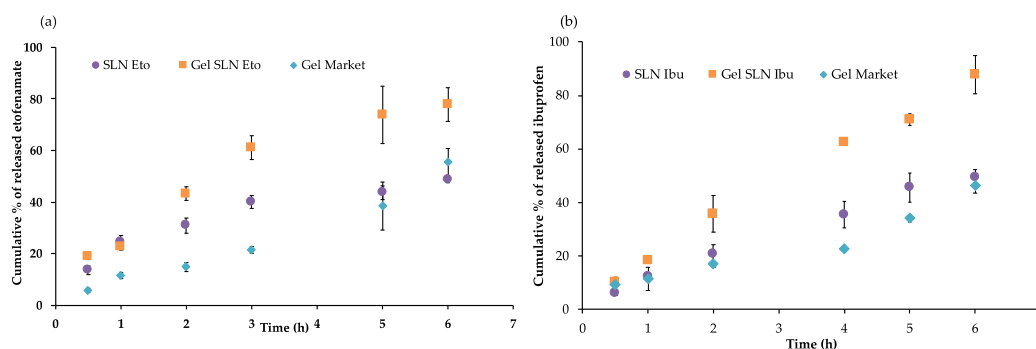 (a)
SLN Eto Gel SLN Eto Gel Market
Cumulative % of released etofenamate
100
80
60
40
20
0
0 1 2 3 4 5 6 7
Time (h)
(b)
SLN Ibu Gel SLN Ibu Gel Market
Cumulative % of released ibuprofen
100
80
60
40
20
0
0 1 2 4 5 6
Time (h)